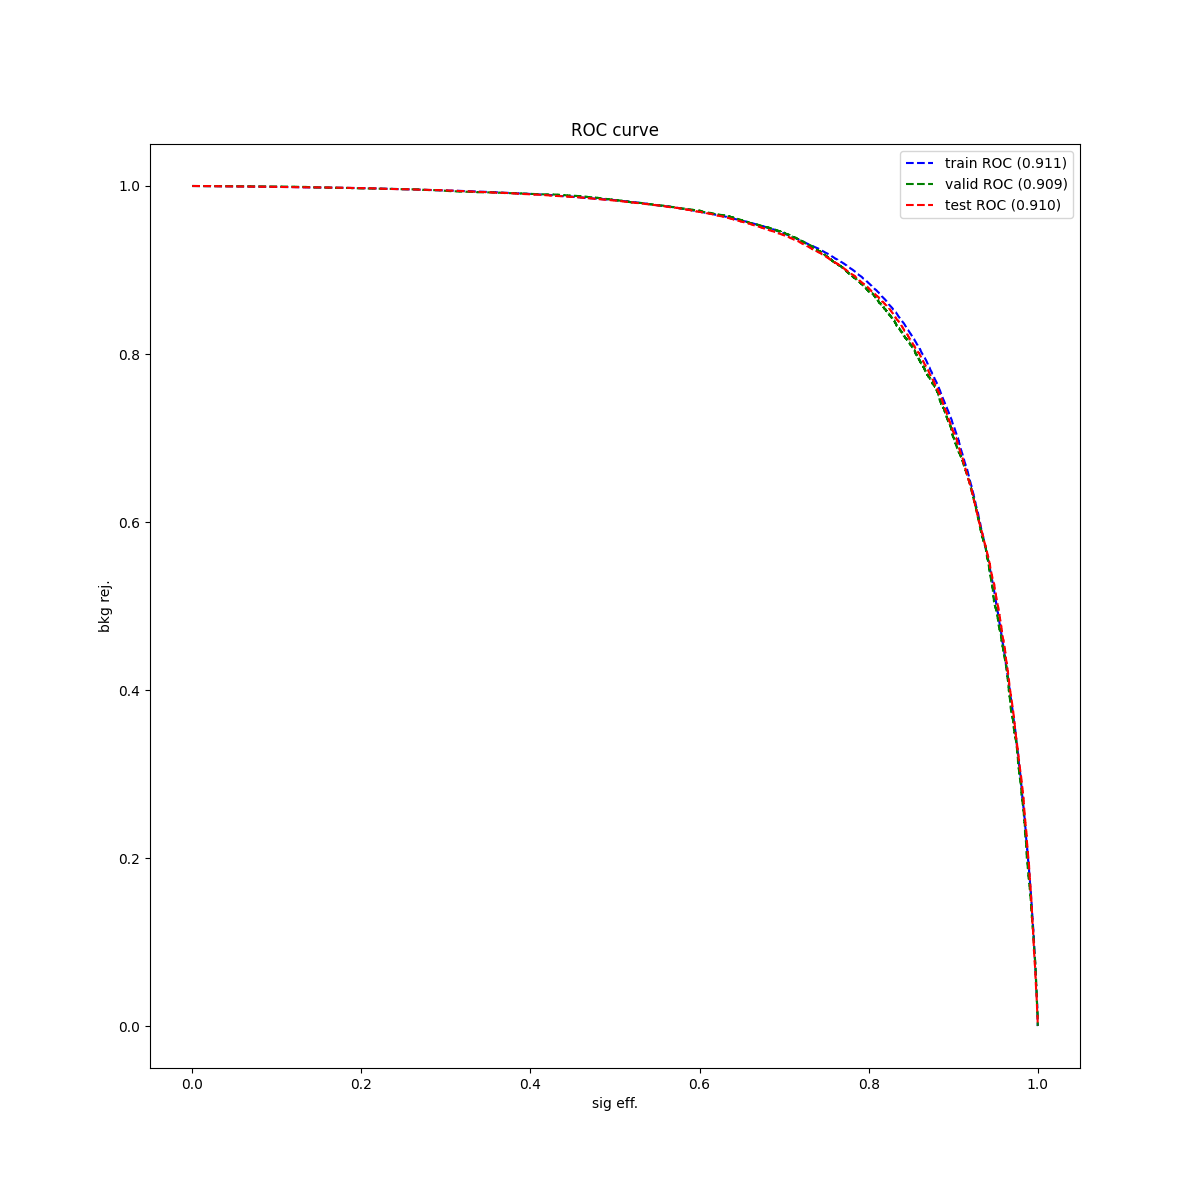 ROC curve
train ROC (0.911)
valid ROC (0.909)
test ROC (0.910)
1.0
0.8
0.6
0.4
0.2
0.0
bkg rej.
0.0 0.2 0.4 0.6 0.8 1.0
sig eff.